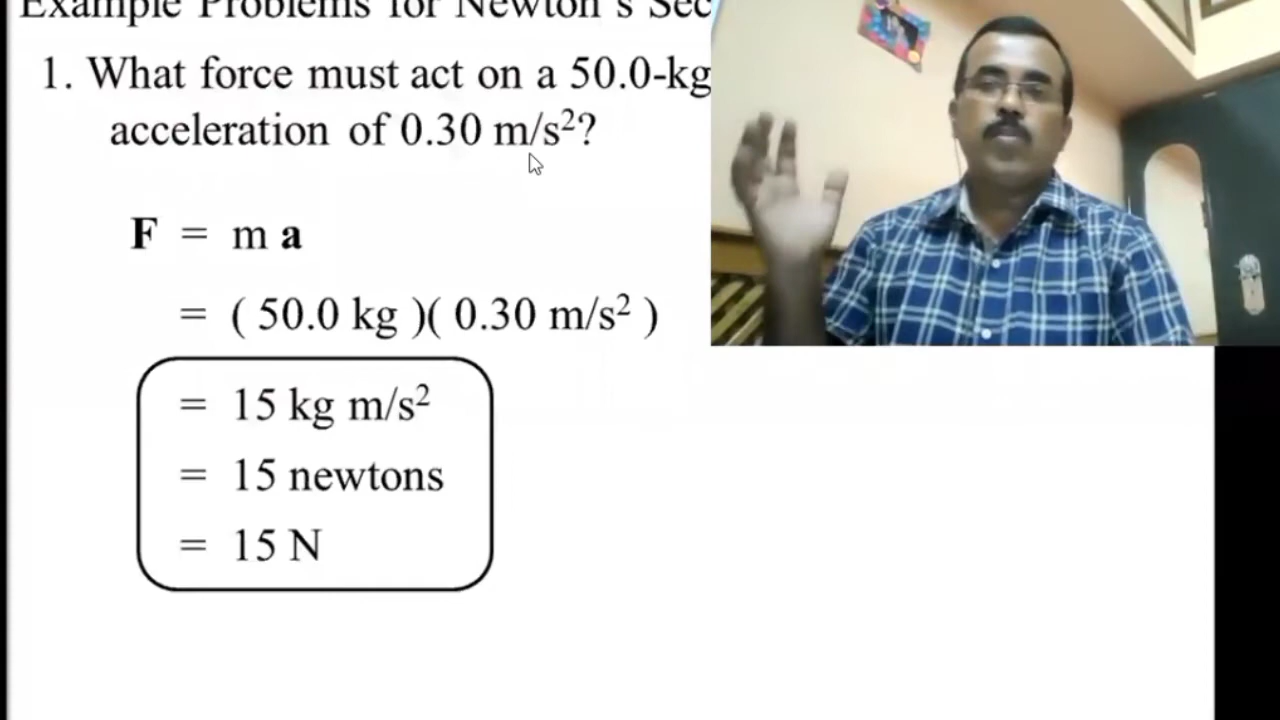 Example Problems for Newton's Sec
1. What force must act on a 50.0-kg
acceleration of 0.30 m/s²?
F = m a
= ( 50.0 kg )( 0.30 m/s² )
= 15 kg m/s²
= 15 newtons
= 15 N